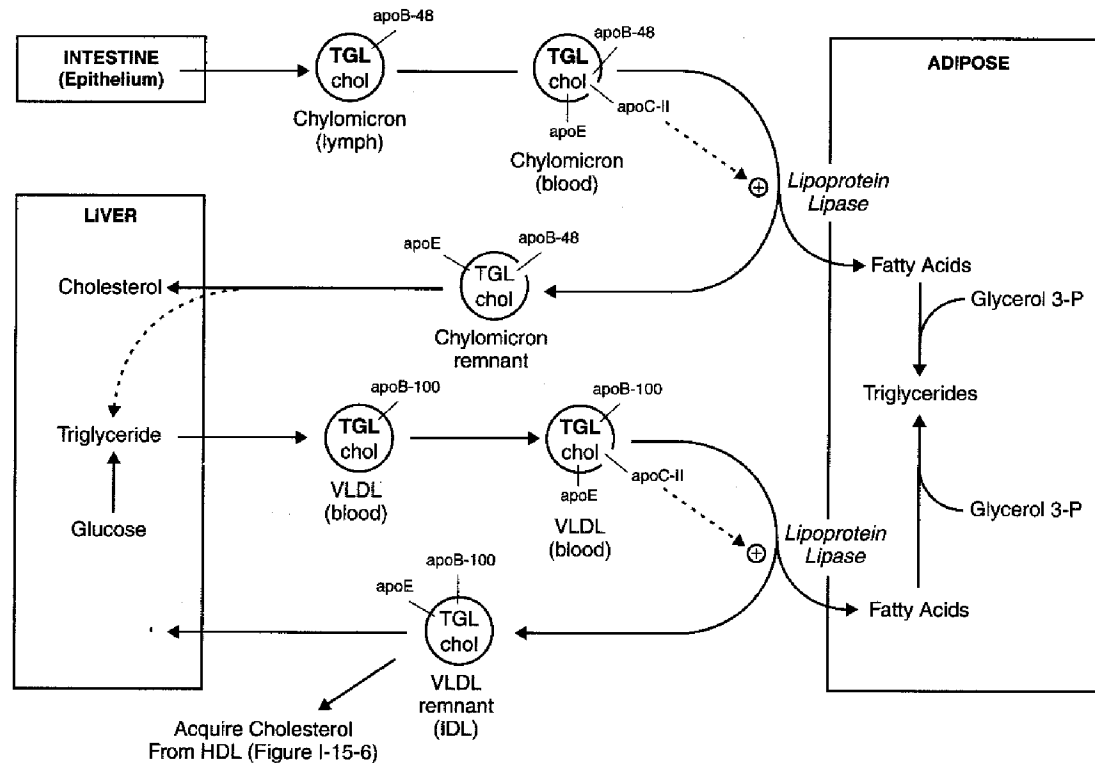 apoB-48
INTESTINE
(Epithelium)
TGL
chol
Chylomicron
(lymph)
apoB-48
TGL
chol
apoC-II
apoE
Chylomicron
(blood)
ADIPOSE
Lipoprotein
Lipase
LIVER
Cholesterol
apoE
apoB-48
TGL
chol
Chylomicron
remnant
Fatty Acids
Glycerol 3-P
Triglycerides
apoB-100
Triglyceride
TGL
chol
VLDL
(blood)
Glucose
apoB-100
TGL
chol
apoC-II
apoE
VLDL
(blood)
Glycerol 3-P
Lipoprotein
Lipase
Fatty Acids
apoB-100
apoE
TGL
chol
VLDL
remnant
(IDL)
Acquire Cholesterol
From HDL (Figure I-15-6)